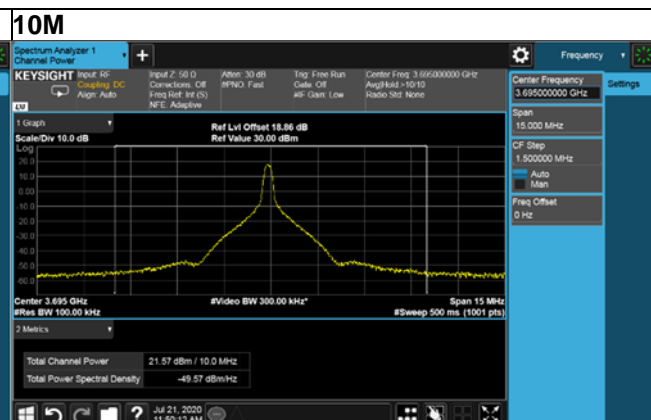 10M
Spectrum Analyzer 1
Channel Power
+
Frequency
Settings
KEYSIGHT
Input: RF
Coupling: DC
Align: Auto
Input Z: 50 Ω
Corrections: Off
Freq Ref: Int (S)
NFE: Adaptive
Atten: 30 dB
#PNO: Fast
Trig: Free Run
Gate: Off
#IF Gain: Low
Center Freq: 3.695000000 GHz
Avg|Hold:>10/10
Radio Std: None
LV
1 Graph
Scale/Div 10.0 dB
Ref Lvl Offset 18.86 dB
Ref Value 30.00 dBm
Log
20.0
10.0
0.00
-10.0
-20.0
-30.0
-40.0
-50.0
-60.0
Center 3.695 GHz
#Res BW 100.00 kHz
#Video BW 300.00 kHz*
Span 15 MHz
#Sweep 500 ms (1001 pts)
2 Metrics
Total Channel Power 21.57 dBm / 10.0 MHz
Total Power Spectral Density -49.57 dBm/Hz
Center Frequency
3.695000000 GHz
Span
15.000 MHz
CF Step
1.500000 MHz
Auto
Man
Freq Offset
0 Hz
?
Jul 21, 2020
11:50:12 AM